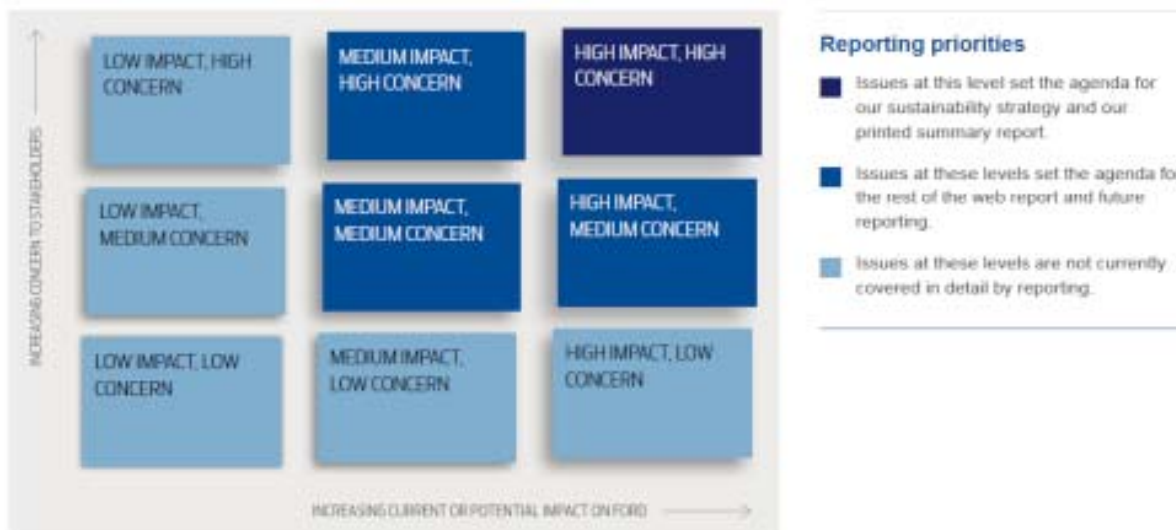 INCREASING CONCERN TO STAKEHOLDERS
LOW IMPACT, HIGH
CONCERN
MEDIUM IMPACT,
HIGH CONCERN
HIGH IMPACT, HIGH
CONCERN
LOW IMPACT,
MEDIUM CONCERN
MEDIUM IMPACT,
MEDIUM CONCERN
HIGH IMPACT,
MEDIUM CONCERN
LOW IMPACT, LOW
CONCERN
MEDIUM IMPACT,
LOW CONCERN
HIGH IMPACT, LOW
CONCERN
INCREASING CURRENT OR POTENTIAL IMPACT ON FORD
Reporting priorities
Issues at this level set the agenda for
our sustainability strategy and our
printed summary report.
Issues at these levels set the agenda fo
the rest of the web report and future
reporting.
Issues at these levels are not currently
covered in detail by reporting.